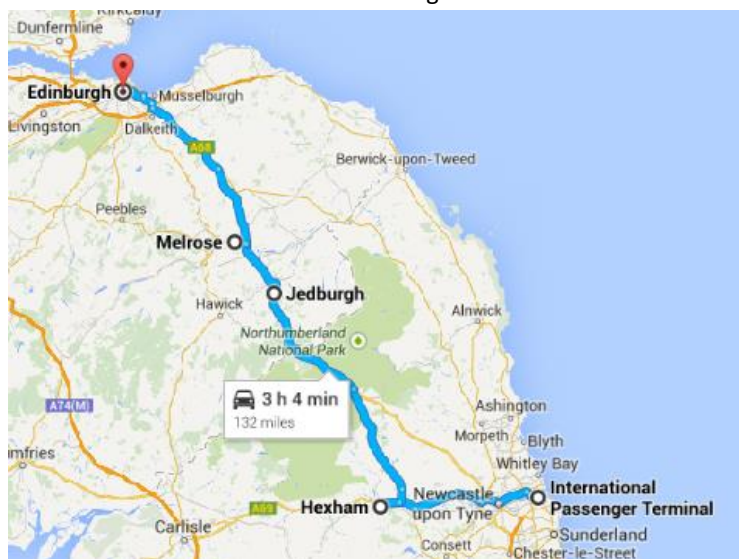 Kirkcaldy
Dunfermline
Edinburgh
Musselburgh
Livingston
Dalkeith
A68
Berwick-upon-Tweed
Peebles
Melrose
Jedburgh
Hawick
Alnwick
Northumberland
National Park
3 h 4 min
132 miles
A74(M)
Ashington
Morpeth
Blyth
Whitley Bay
mfries
International
Passenger Terminal
Newcastle
upon Tyne
Hexham
A69
Carlisle
Sunderland
Consett
Chester-le-Street